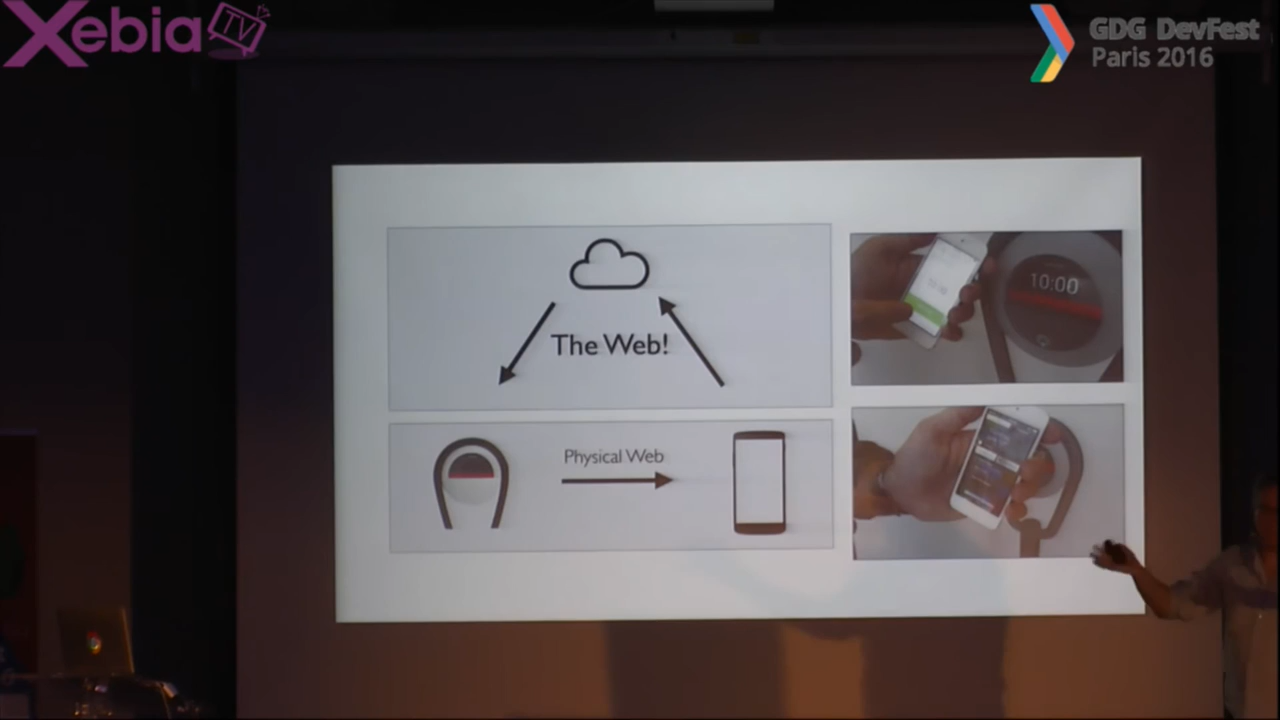 Xebia TV
GDG DevFest
Paris 2016
The Web!
10:00
Physical Web